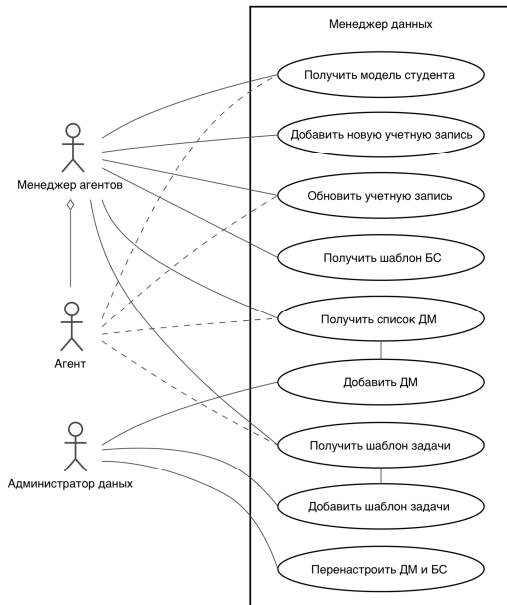 Менеджер данных
Получить модель студента
Добавить новую учетную запись
Менеджер агентов
Обновить учетную запись
Получить шаблон БС
Получить список ДМ
Агент
Добавить ДМ
Получить шаблон задачи
Администратор даных
Добавить шаблон задачи
Перенастроить ДМ и БС